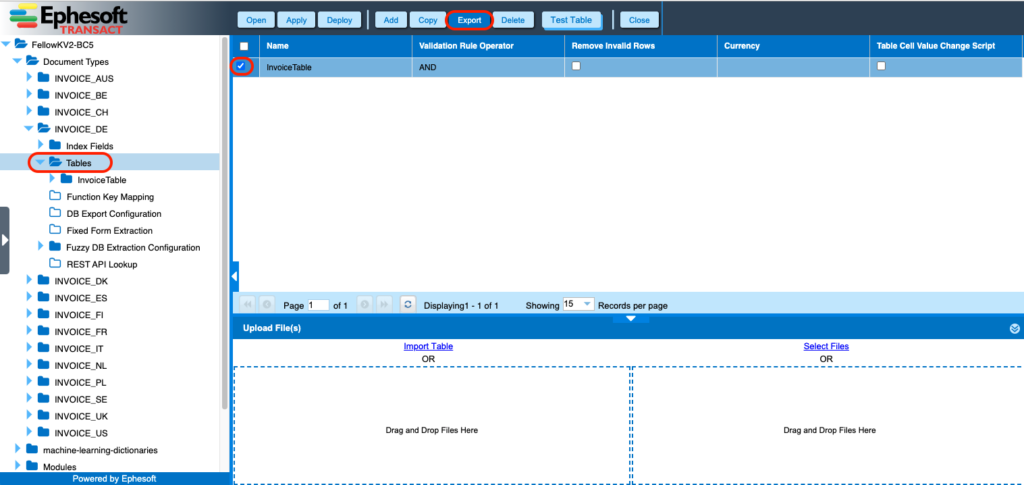 Ephesoft
TRANSACT
Open Apply Deploy Add Copy Export Delete Test Table Close
FellowKV2-BC5
Document Types
INVOICE_AUS
INVOICE_BE
INVOICE_CH
INVOICE_DE
Index Fields
Tables
InvoiceTable
Function Key Mapping
DB Export Configuration
Fixed Form Extraction
Fuzzy DB Extraction Configuration
REST API Lookup
INVOICE_DK
INVOICE_ES
INVOICE_FI
INVOICE_FR
INVOICE_IT
INVOICE_NL
INVOICE_PL
INVOICE_SE
INVOICE_UK
INVOICE_US
machine-learning-dictionaries
Modules
Powered by Ephesoft
Name Validation Rule Operator Remove Invalid Rows Currency Table Cell Value Change Script
InvoiceTable AND
Page 1 of 1 Displaying1 - 1 of 1 Showing 15 Records per page
Upload File(s)
Import Table Select Files
OR OR
Drag and Drop Files Here Drag and Drop Files Here